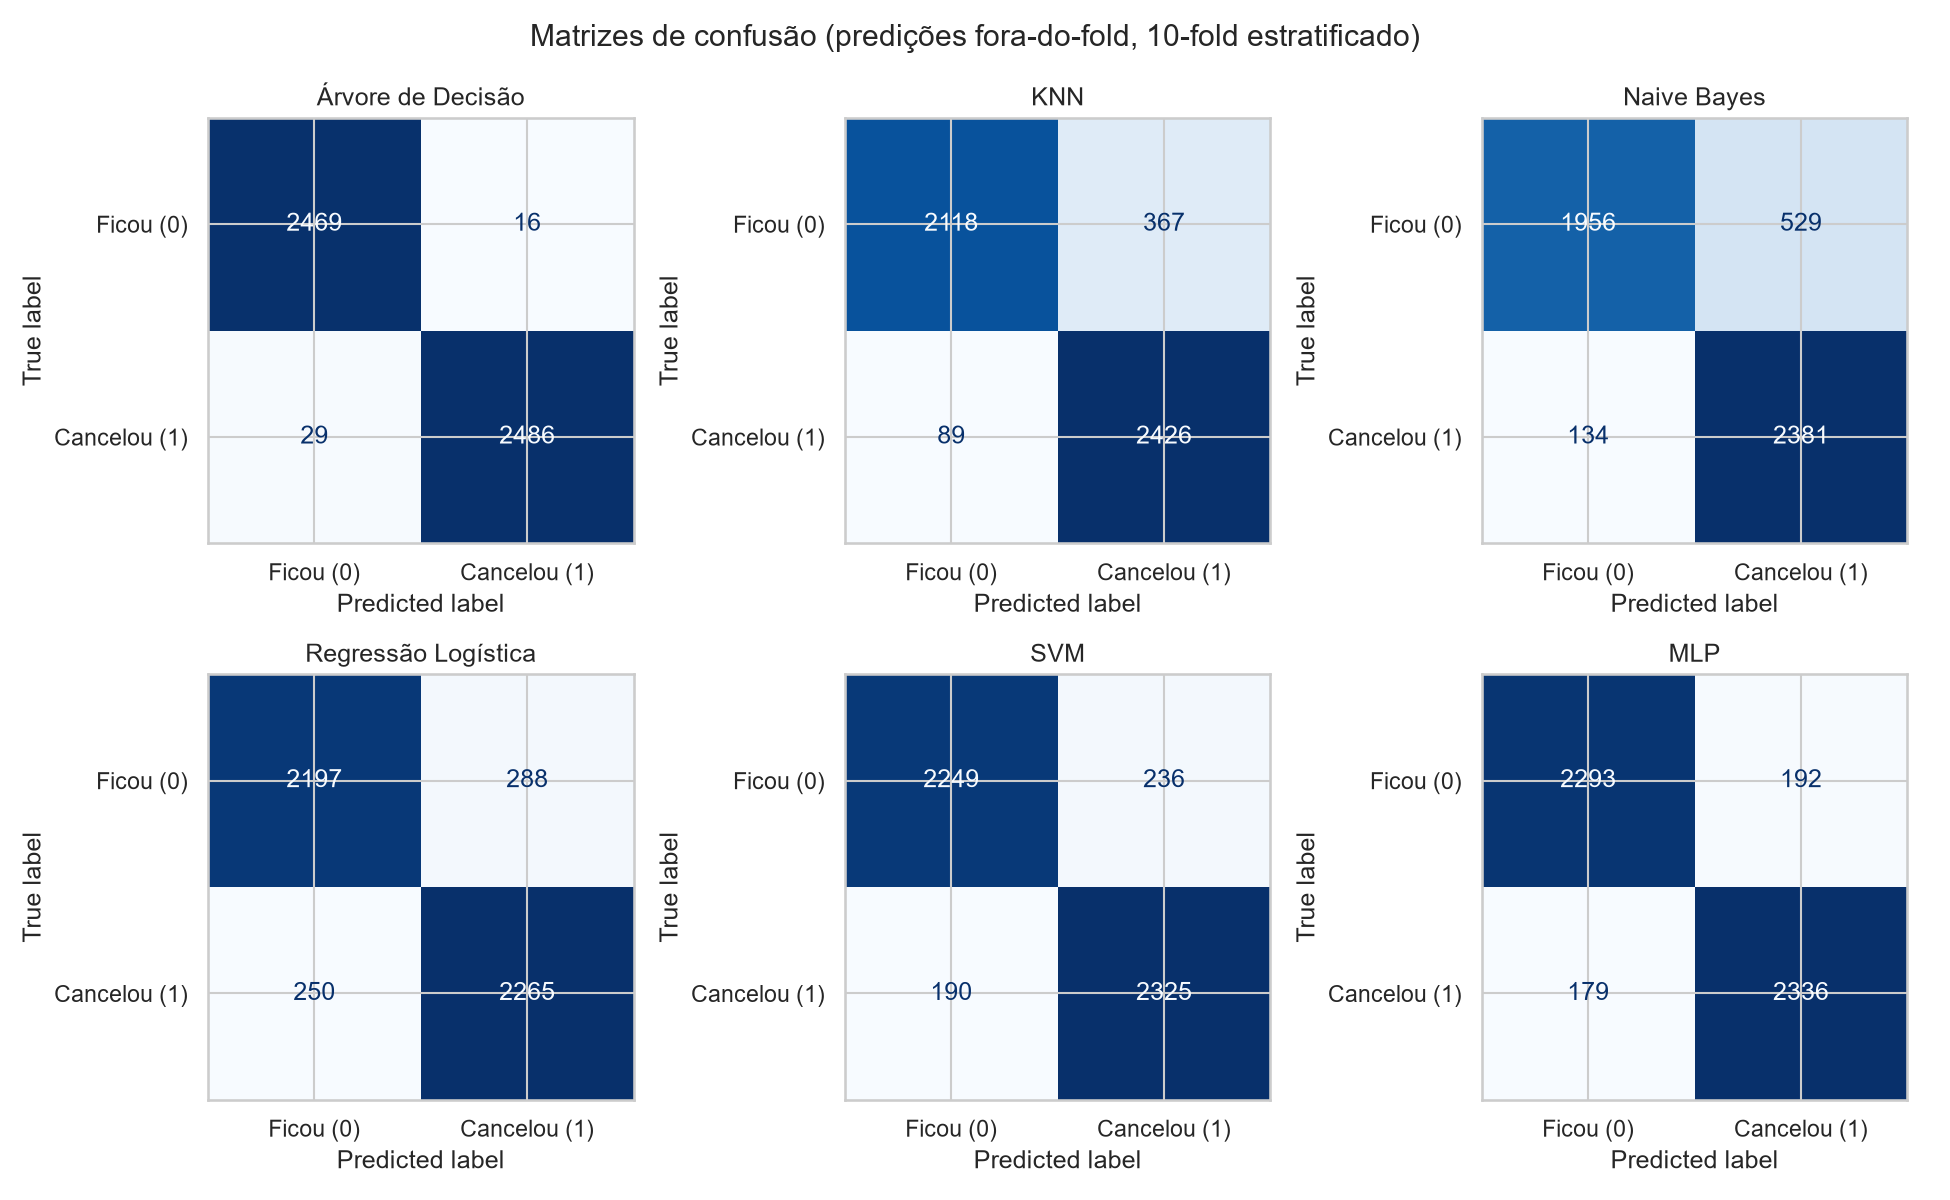 Matrizes de confusão (predições fora-do-fold, 10-fold estratificado)
Árvore de Decisão
True label
Ficou (0)
2469
16
Cancelou (1)
29
2486
Ficou (0)
Cancelou (1)
Predicted label
KNN
True label
Ficou (0)
2118
367
Cancelou (1)
89
2426
Ficou (0)
Cancelou (1)
Predicted label
Naive Bayes
True label
Ficou (0)
1956
529
Cancelou (1)
134
2381
Ficou (0)
Cancelou (1)
Predicted label
Regressão Logística
True label
Ficou (0)
2197
288
Cancelou (1)
250
2265
Ficou (0)
Cancelou (1)
Predicted label
SVM
True label
Ficou (0)
2249
236
Cancelou (1)
190
2325
Ficou (0)
Cancelou (1)
Predicted label
MLP
True label
Ficou (0)
2293
192
Cancelou (1)
179
2336
Ficou (0)
Cancelou (1)
Predicted label